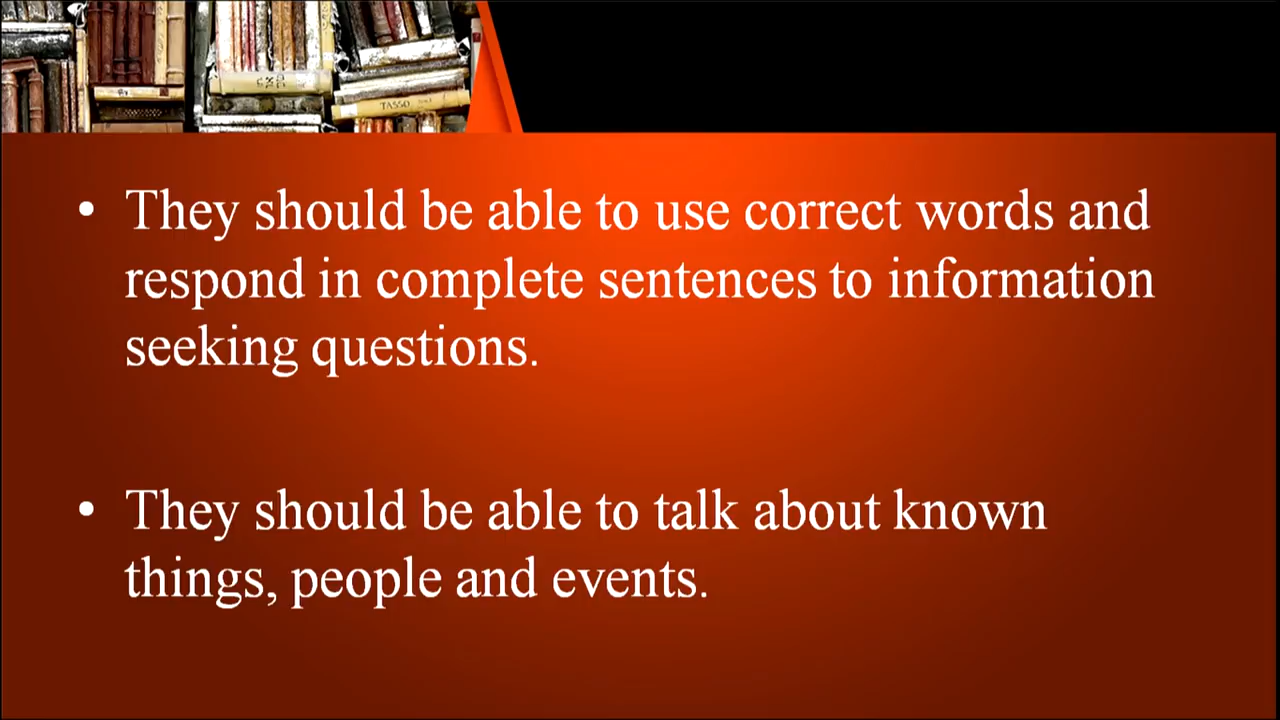 TASSO
• They should be able to use correct words and
respond in complete sentences to information
seeking questions.
• They should be able to talk about known
things, people and events.